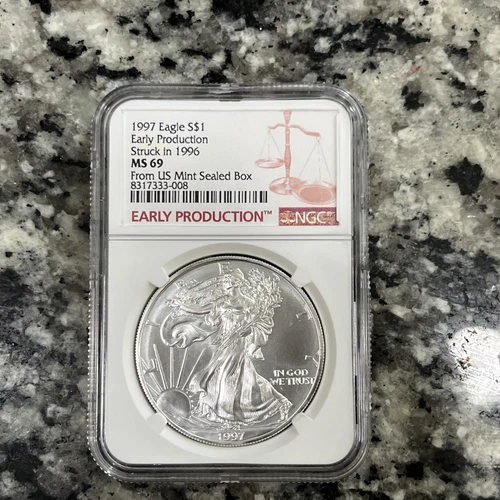 1997 Eagle S$1
Early Production
Struck in 1996
MS 69
From US Mint Sealed Box
8317333-008
EARLY PRODUCTION™ NGC
L I E T Y
IN GOD
WE TRUST
1997